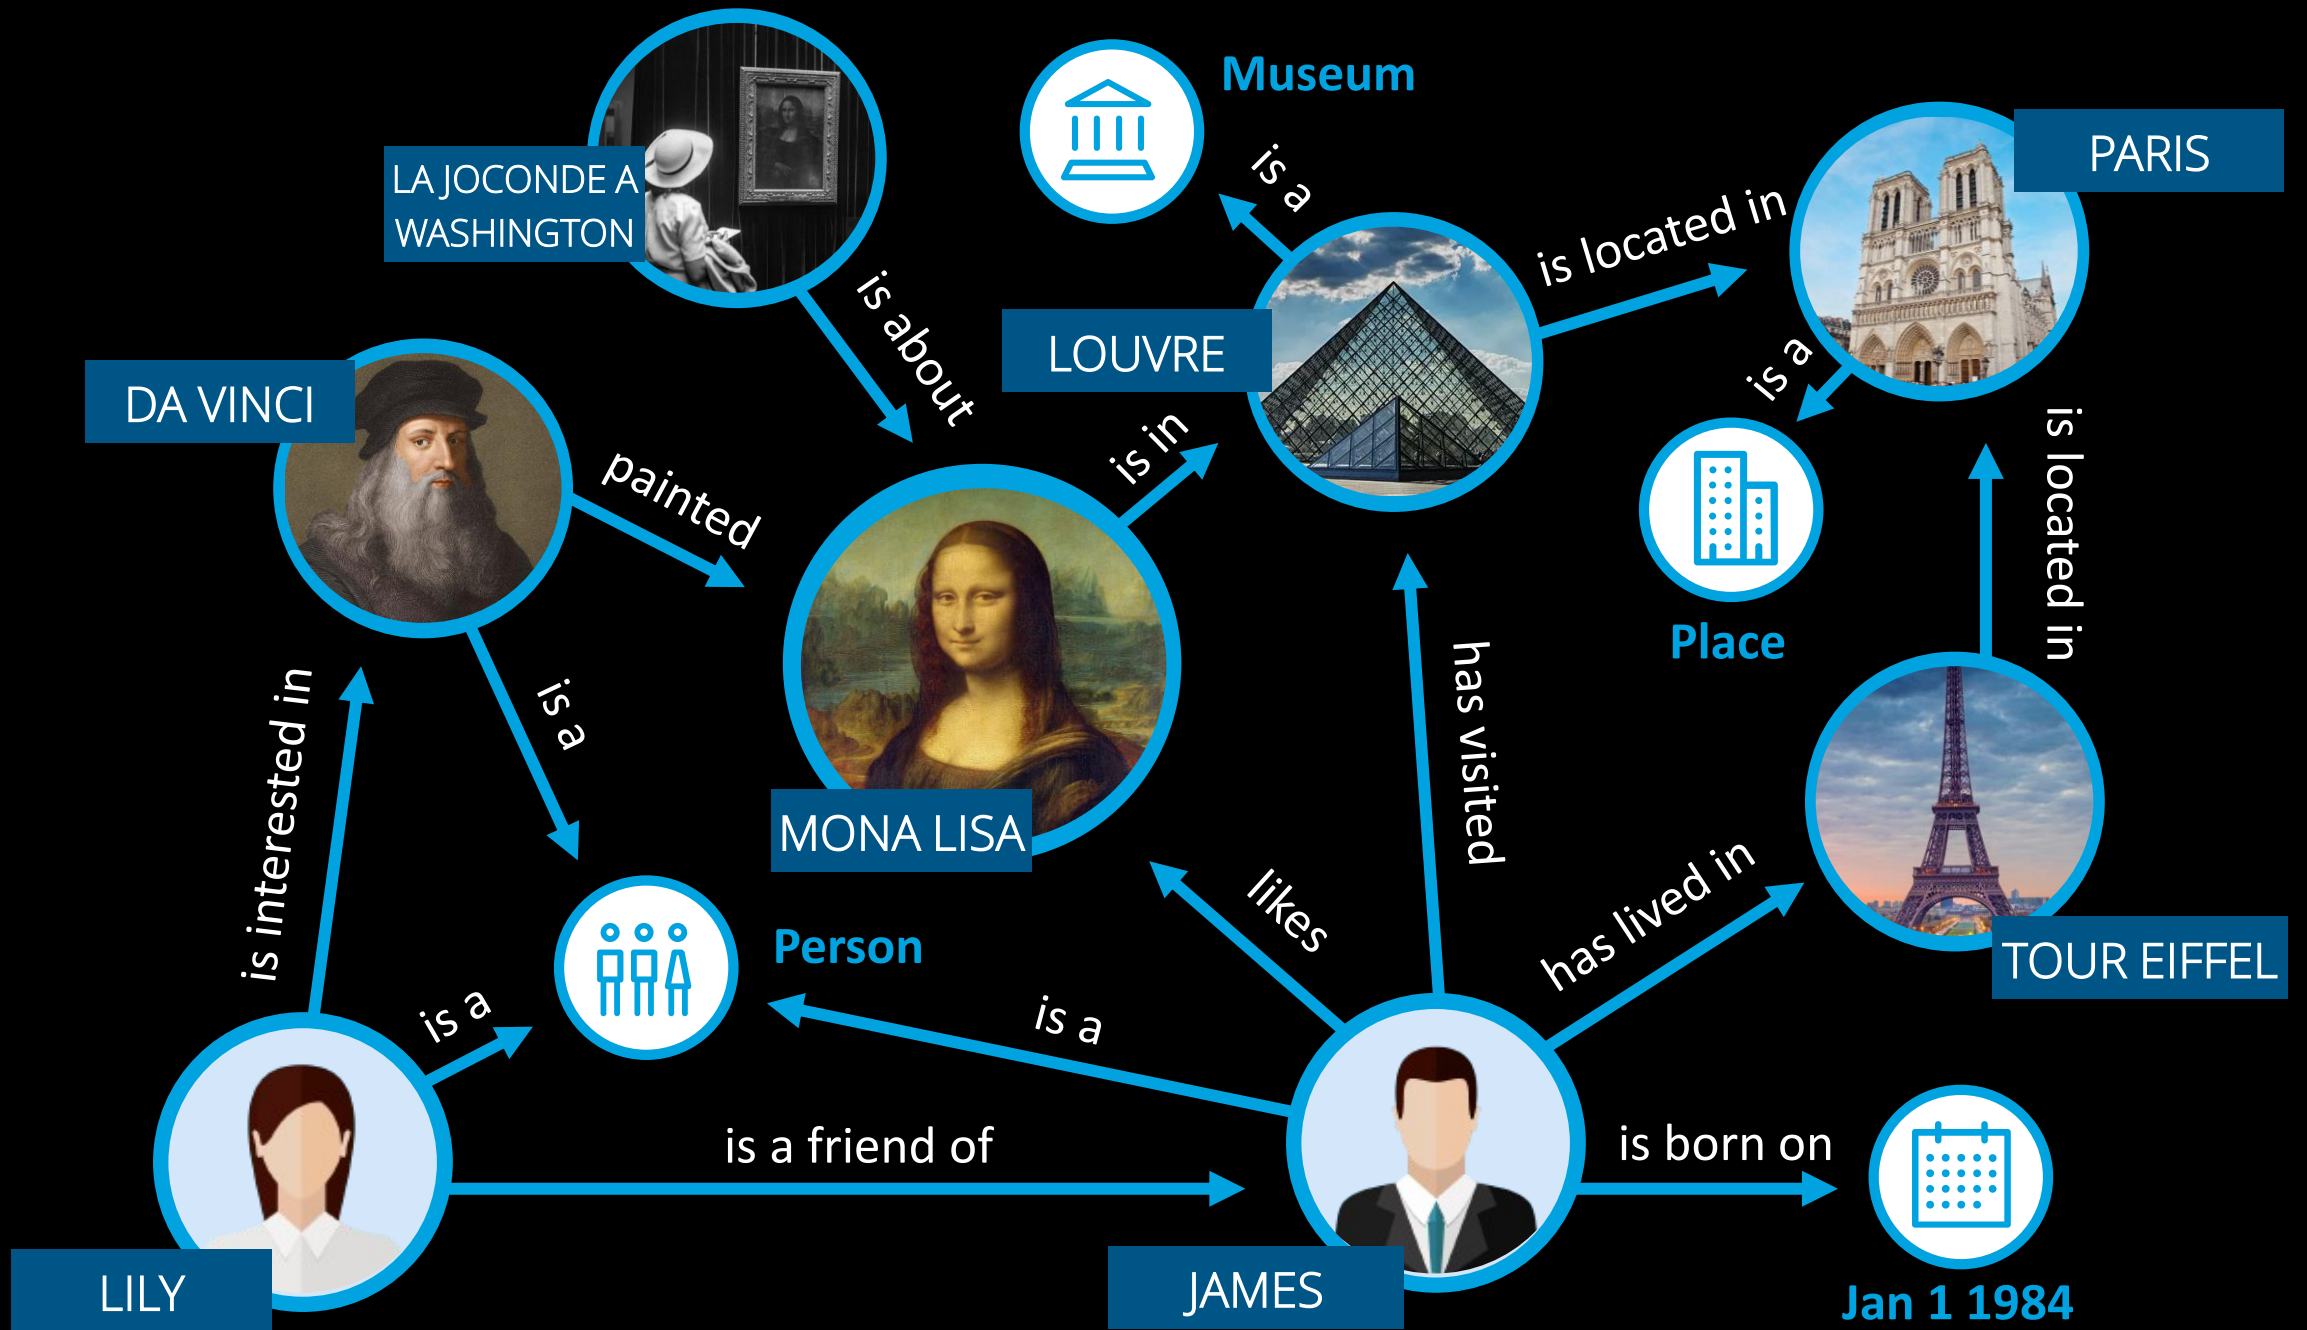 Museum
PARIS
is a
LA JOCONDE A
WASHINGTON
is located in
is about
LOUVRE
is a
DA VINCI
is in
painted
is located in
Place
is a
has visited
is interested in
MONA LISA
likes
has lived in
Person
TOUR EIFFEL
is a
is a
is a friend of
is born on
LILY
JAMES
Jan 1 1984